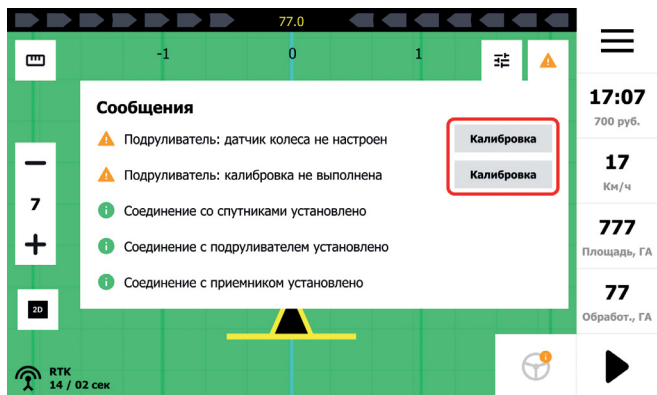 77.0
-1 0 1
Сообщения
Подруливатель: датчик колеса не настроен
Калибровка
Подруливатель: калибровка не выполнена
Калибровка
Соединение со спутниками установлено
Соединение с подруливателем установлено
Соединение с приемником установлено
7
2D
RTK
14 / 02 сек
17:07
700 руб.
17
Км/ч
777
Площадь, ГА
77
Обработ., ГА